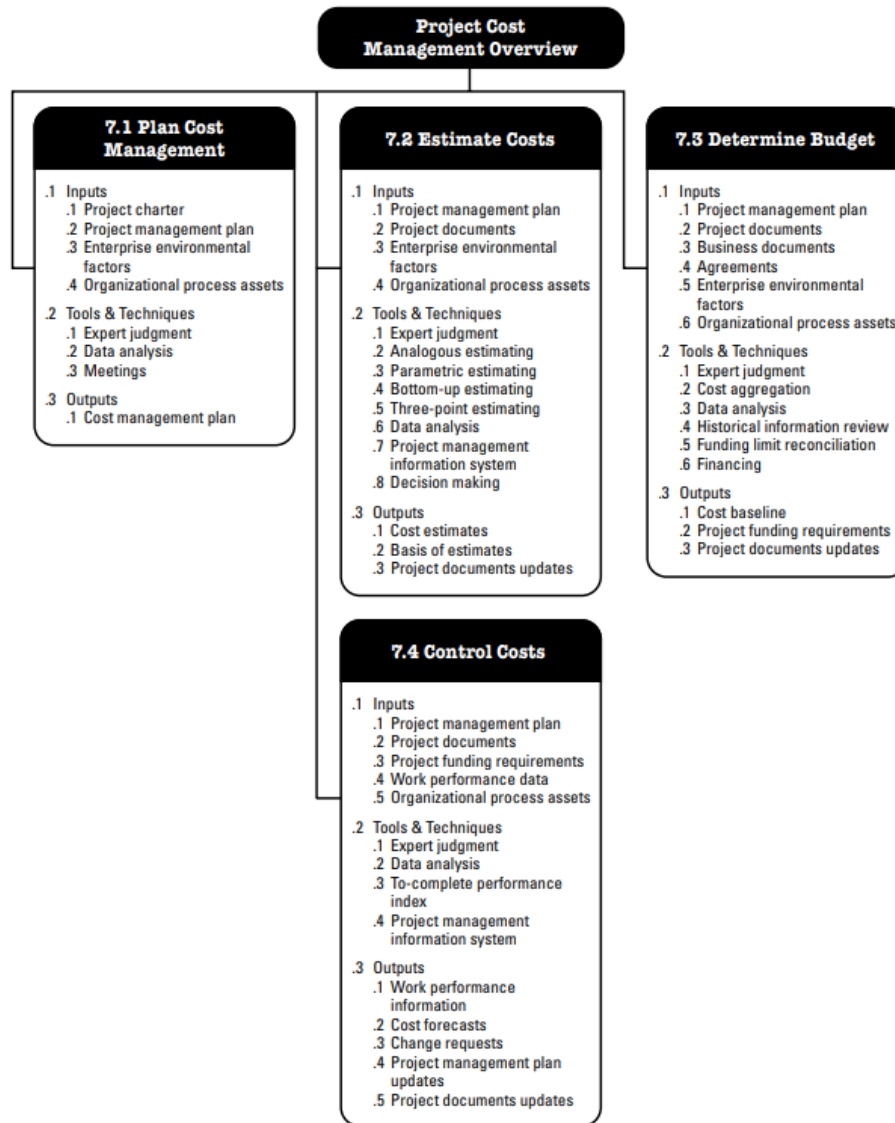 Project Cost
Management Overview
7.1 Plan Cost
Management
.1 Inputs
.1 Project charter
.2 Project management plan
.3 Enterprise environmental
factors
.4 Organizational process assets
.2 Tools & Techniques
.1 Expert judgment
.2 Data analysis
.3 Meetings
.3 Outputs
.1 Cost management plan
7.2 Estimate Costs
.1 Inputs
.1 Project management plan
.2 Project documents
.3 Enterprise environmental
factors
.4 Organizational process assets
.2 Tools & Techniques
.1 Expert judgment
.2 Analogous estimating
.3 Parametric estimating
.4 Bottom-up estimating
.5 Three-point estimating
.6 Data analysis
.7 Project management
information system
.8 Decision making
.3 Outputs
.1 Cost estimates
.2 Basis of estimates
.3 Project documents updates
7.3 Determine Budget
.1 Inputs
.1 Project management plan
.2 Project documents
.3 Business documents
.4 Agreements
.5 Enterprise environmental
factors
.6 Organizational process assets
.2 Tools & Techniques
.1 Expert judgment
.2 Cost aggregation
.3 Data analysis
.4 Historical information review
.5 Funding limit reconciliation
.6 Financing
.3 Outputs
.1 Cost baseline
.2 Project funding requirements
.3 Project documents updates
7.4 Control Costs
.1 Inputs
.1 Project management plan
.2 Project documents
.3 Project funding requirements
.4 Work performance data
.5 Organizational process assets
.2 Tools & Techniques
.1 Expert judgment
.2 Data analysis
.3 To-complete performance
index
.4 Project management
information system
.3 Outputs
.1 Work performance
information
.2 Cost forecasts
.3 Change requests
.4 Project management plan
updates
.5 Project documents updates